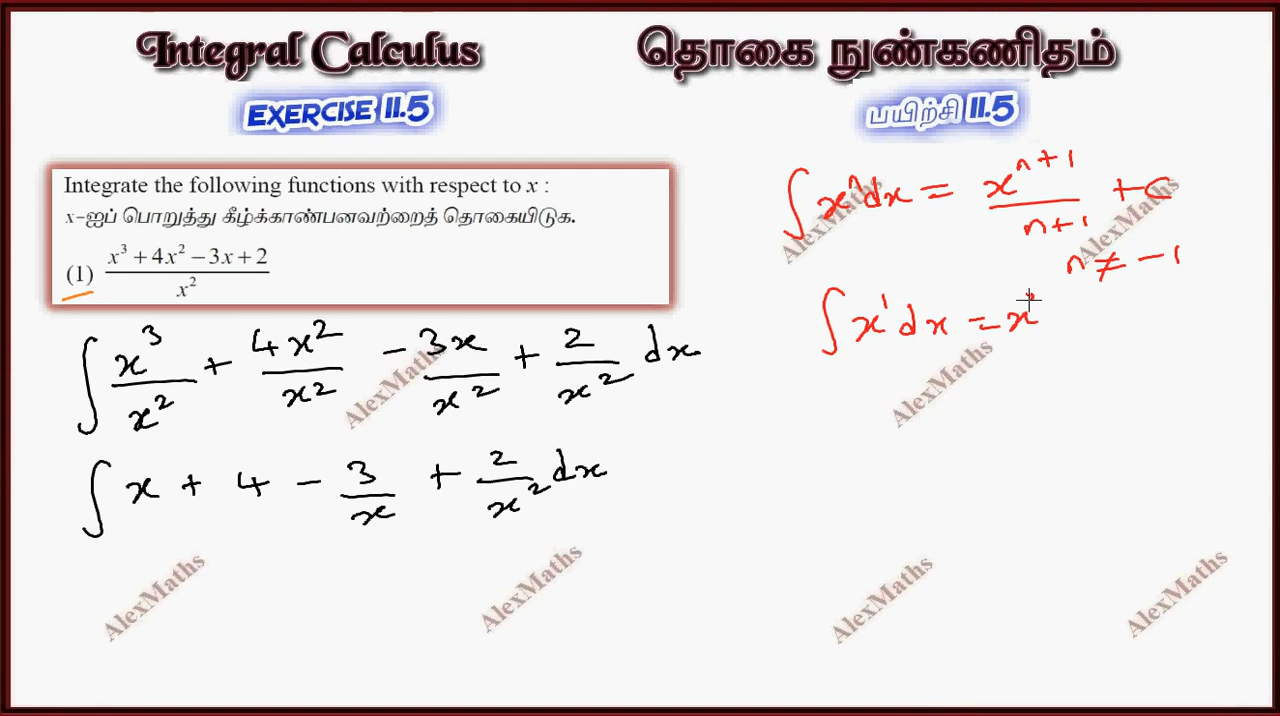 Integral Calculus
தொகை நுண்கணிதம்
EXERCISE 11.5
பயிற்சி 11.5
Integrate the following functions with respect to x :
x-ஐப் பொறுத்து கீழ்க்காண்பனவற்றைத் தொகையிடுக.
(1) (x³ + 4x² − 3x + 2) / x²
∫ x³/x² + 4x²/x² − 3x/x² + 2/x² dx
∫ x + 4 − 3/x + 2/x² dx
∫ xⁿ dx = xⁿ⁺¹/(n+1) + c
n ≠ −1
∫ x¹ dx = x²
AlexMaths
AlexMaths
AlexMaths
AlexMaths
AlexMaths
AlexMaths
AlexMaths
AlexMaths